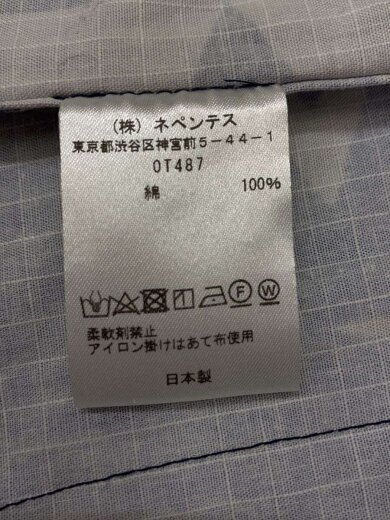 (株) ネペンテス
東京都渋谷区神宮前5-44-1
OT487
綿 100%
F W
柔軟剤禁止
アイロン掛けはあて布使用
日本製